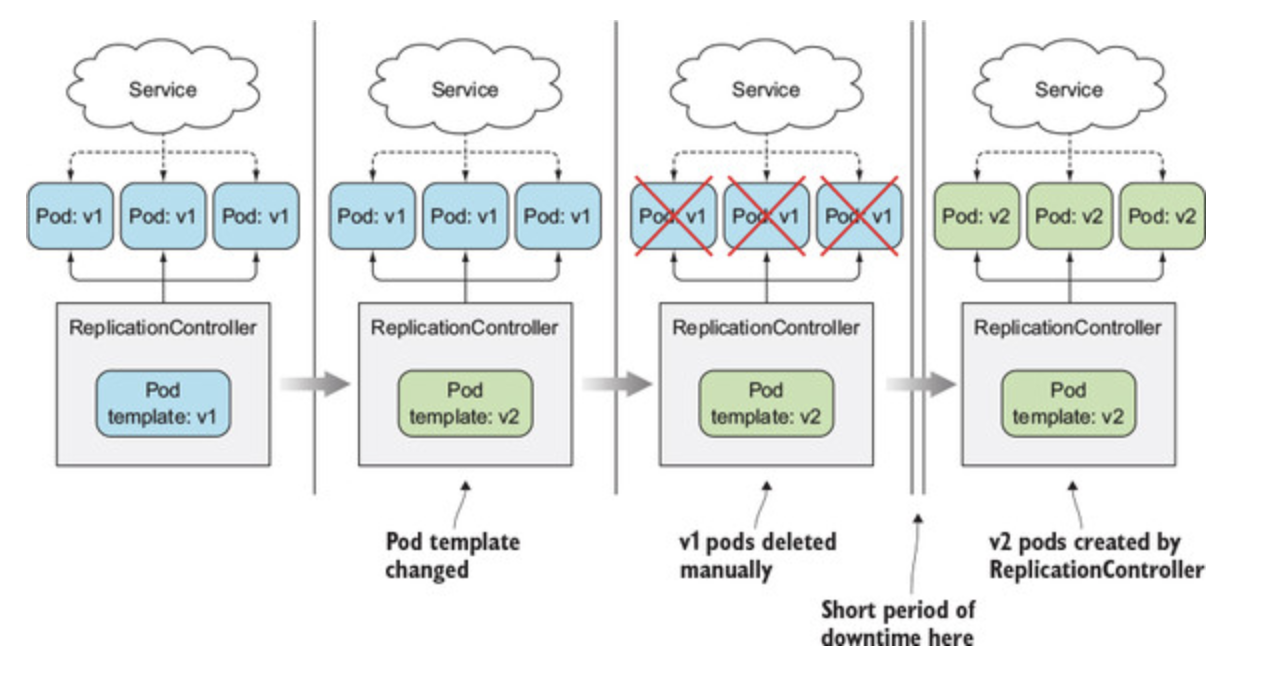 Service
Service
Service
Service
Pod: v1
Pod: v1
Pod: v1
Pod: v1
Pod: v1
Pod: v1
Pod: v1
Pod: v1
Pod: v1
Pod: v2
Pod: v2
Pod: v2
ReplicationController
ReplicationController
ReplicationController
ReplicationController
Pod
template: v1
Pod
template: v2
Pod
template: v2
Pod
template: v2
Pod template
changed
v1 pods deleted
manually
v2 pods created by
ReplicationController
Short period of
downtime here